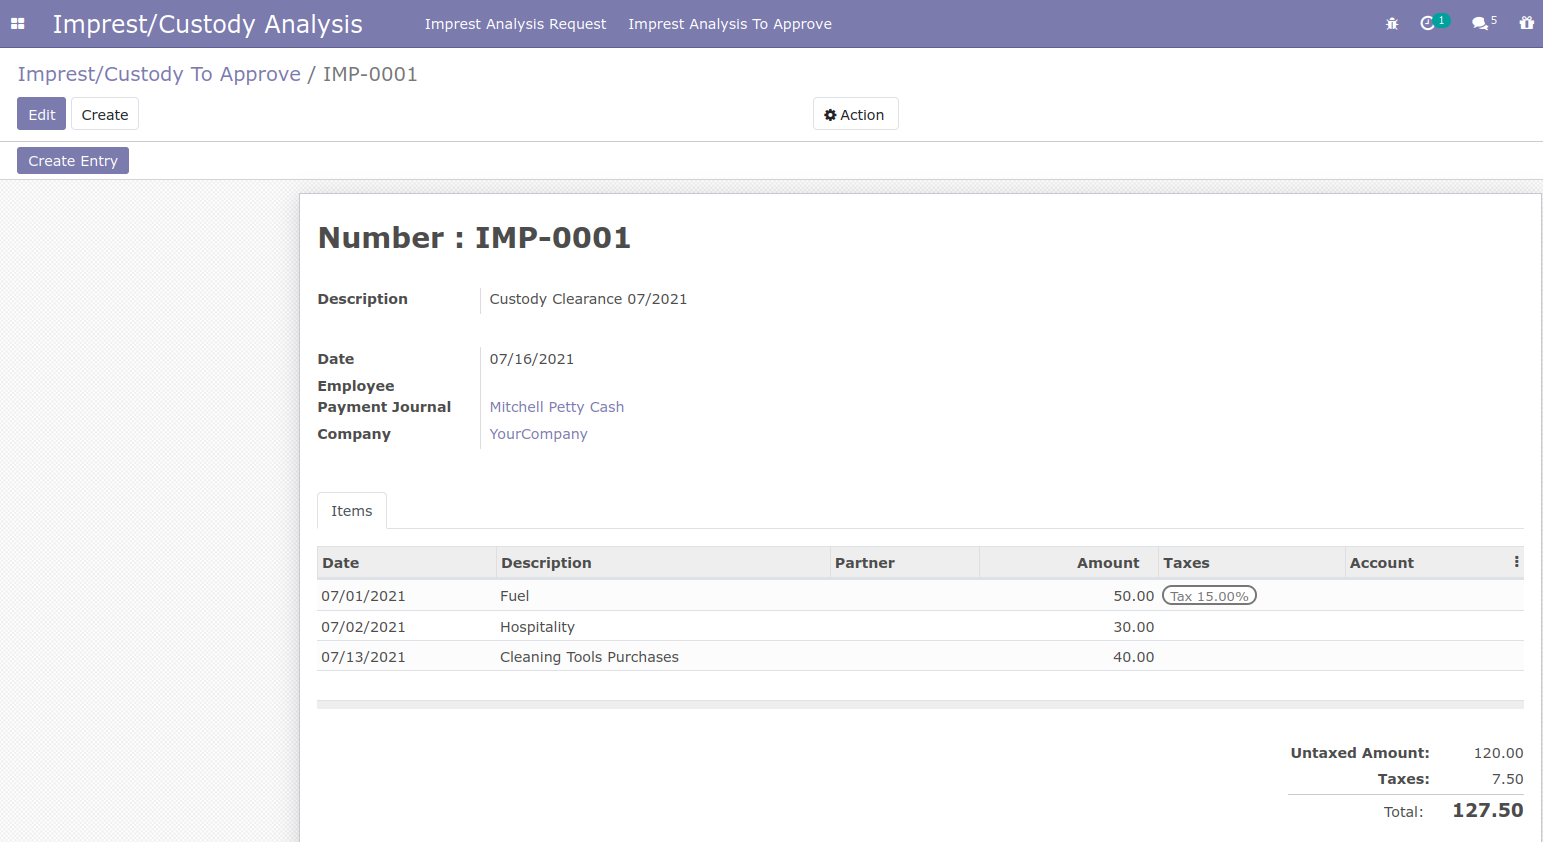 Imprest/Custody Analysis Imprest Analysis Request Imprest Analysis To Approve 1 5
Imprest/Custody To Approve / IMP-0001
Edit Create Action
Create Entry
Number : IMP-0001
Description Custody Clearance 07/2021
Date 07/16/2021
Employee
Payment Journal Mitchell Petty Cash
Company YourCompany
Items
Date Description Partner Amount Taxes Account
07/01/2021 Fuel 50.00 Tax 15.00%
07/02/2021 Hospitality 30.00
07/13/2021 Cleaning Tools Purchases 40.00
Untaxed Amount: 120.00
Taxes: 7.50
Total: 127.50